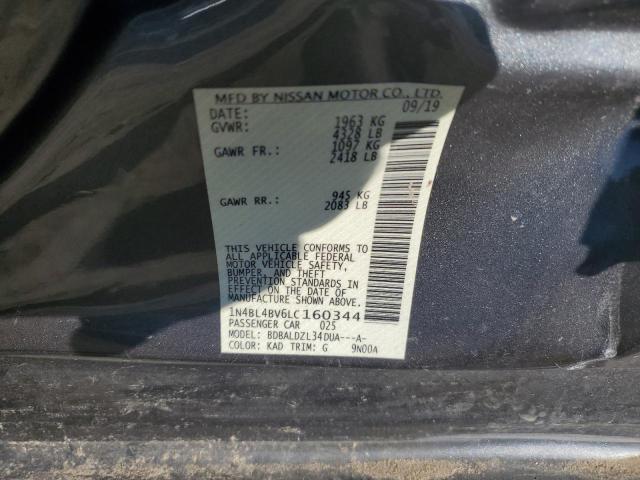 MFD BY NISSAN MOTOR CO., LTD.
DATE: 09/19
GVWR: 1963 KG
4328 LB
GAWR FR.: 1097 KG
2418 LB
GAWR RR.: 945 KG
2083 LB
THIS VEHICLE CONFORMS TO
ALL APPLICABLE FEDERAL
MOTOR VEHICLE SAFETY,
BUMPER, AND THEFT
PREVENTION STANDARDS IN
EFFECT ON THE DATE OF
MANUFACTURE SHOWN ABOVE.
1N4BL4BV6LC160344
PASSENGER CAR 025
MODEL: BDBALDZL34DUA---A-
COLOR: KAD TRIM: G 9N00A